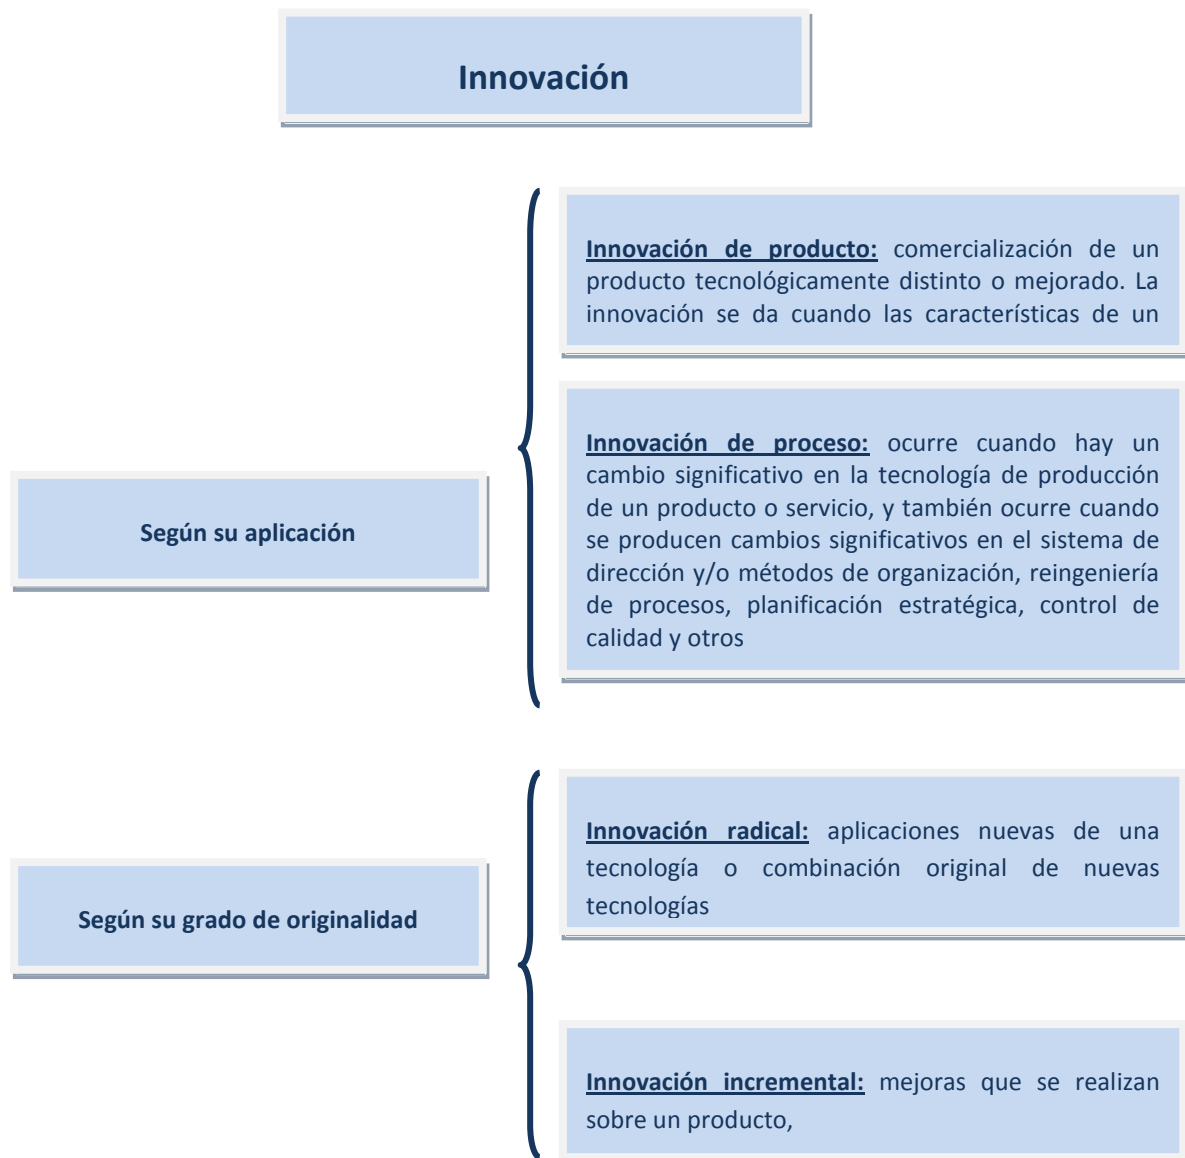 Innovación
Innovación de producto: comercialización de un
producto tecnológicamente distinto o mejorado. La
innovación se da cuando las características de un
Según su aplicación
Innovación de proceso: ocurre cuando hay un
cambio significativo en la tecnología de producción
de un producto o servicio, y también ocurre cuando
se producen cambios significativos en el sistema de
dirección y/o métodos de organización, reingeniería
de procesos, planificación estratégica, control de
calidad y otros
Según su grado de originalidad
Innovación radical: aplicaciones nuevas de una
tecnología o combinación original de nuevas
tecnologías
Innovación incremental: mejoras que se realizan
sobre un producto,